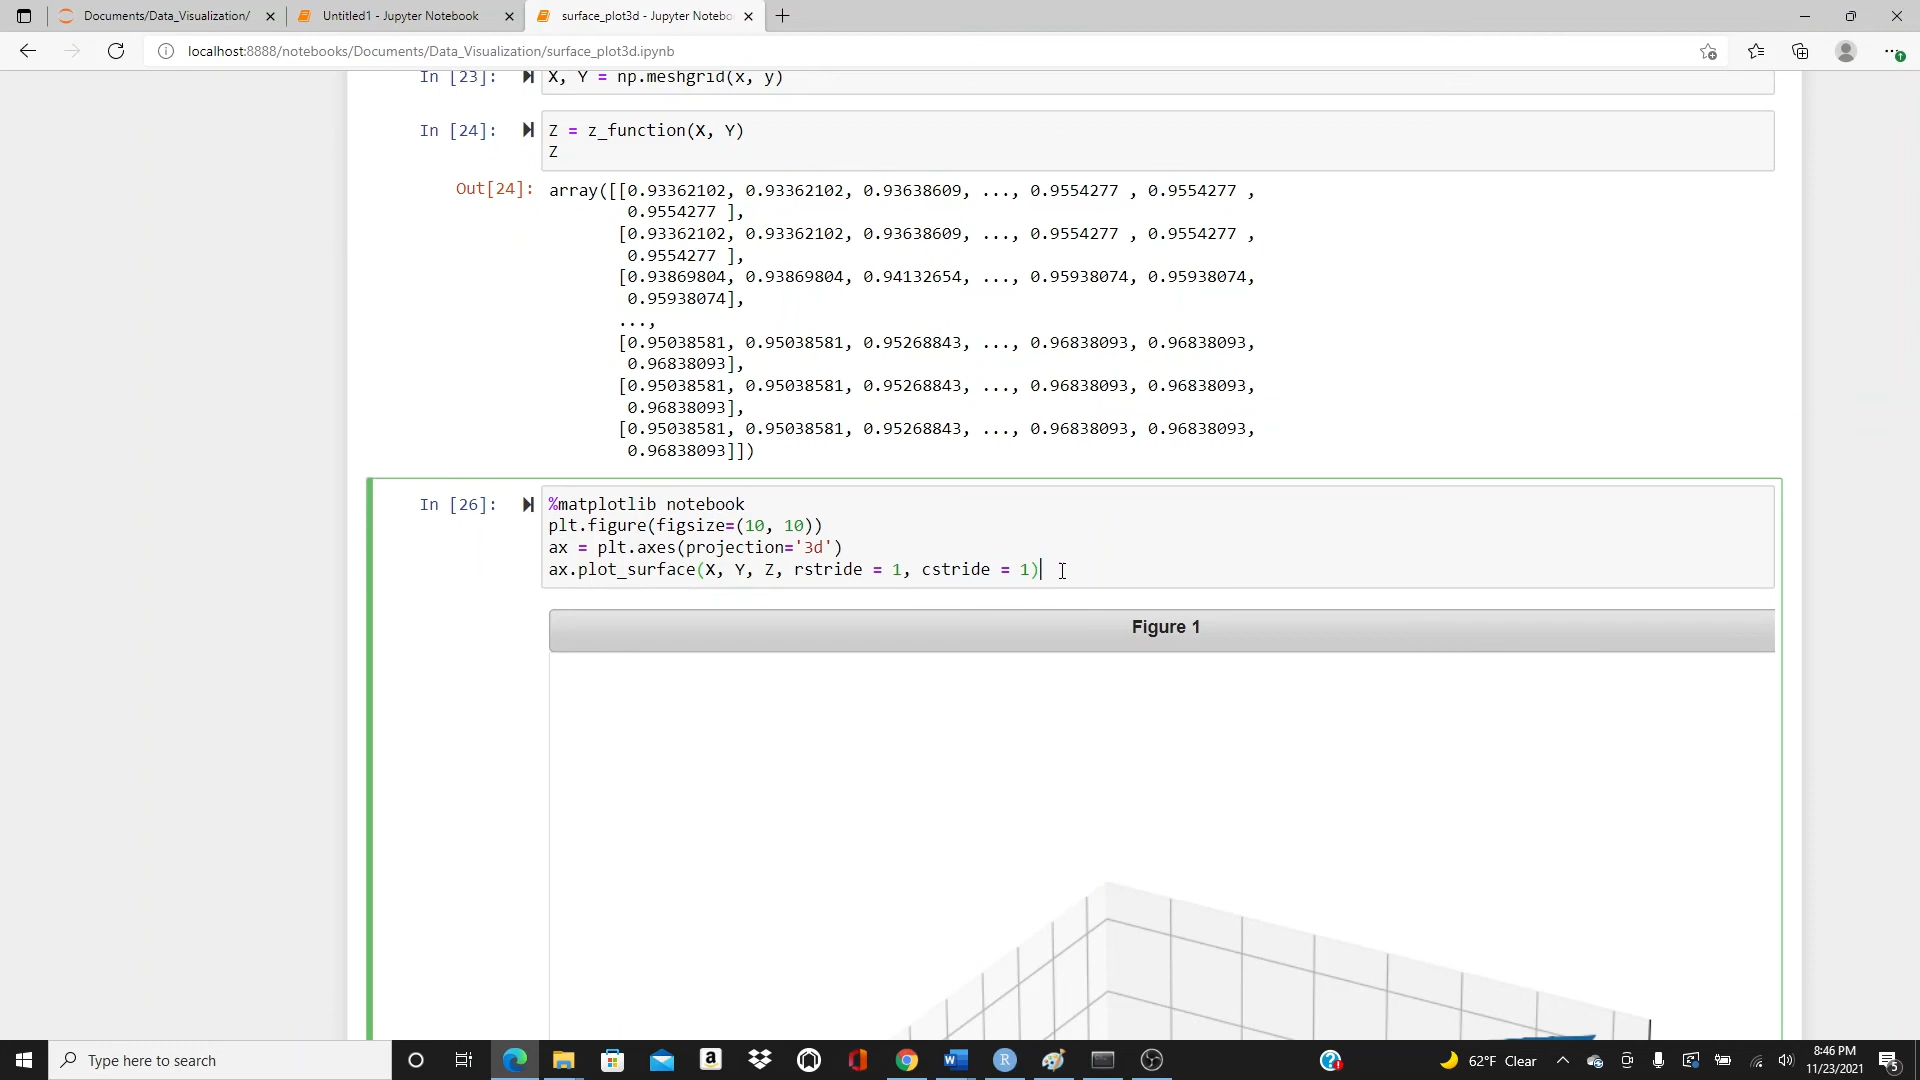 Documents/Data_Visualization/
Untitled1 - Jupyter Notebook
surface_plot3d - Jupyter Notebo
localhost:8888/notebooks/Documents/Data_Visualization/surface_plot3d.ipynb
In [23]: X, Y = np.meshgrid(x, y)
In [24]: Z = z_function(X, Y)
Z
Out[24]: array([[0.93362102, 0.93362102, 0.93638609, ..., 0.9554277 , 0.9554277 ,
0.9554277 ],
[0.93362102, 0.93362102, 0.93638609, ..., 0.9554277 , 0.9554277 ,
0.9554277 ],
[0.93869804, 0.93869804, 0.94132654, ..., 0.95938074, 0.95938074,
0.95938074],
...,
[0.95038581, 0.95038581, 0.95268843, ..., 0.96838093, 0.96838093,
0.96838093],
[0.95038581, 0.95038581, 0.95268843, ..., 0.96838093, 0.96838093,
0.96838093],
[0.95038581, 0.95038581, 0.95268843, ..., 0.96838093, 0.96838093,
0.96838093]])
In [26]: %matplotlib notebook
plt.figure(figsize=(10, 10))
ax = plt.axes(projection='3d')
ax.plot_surface(X, Y, Z, rstride = 1, cstride = 1)
Figure 1
Type here to search
62°F Clear
8:46 PM
11/23/2021
5